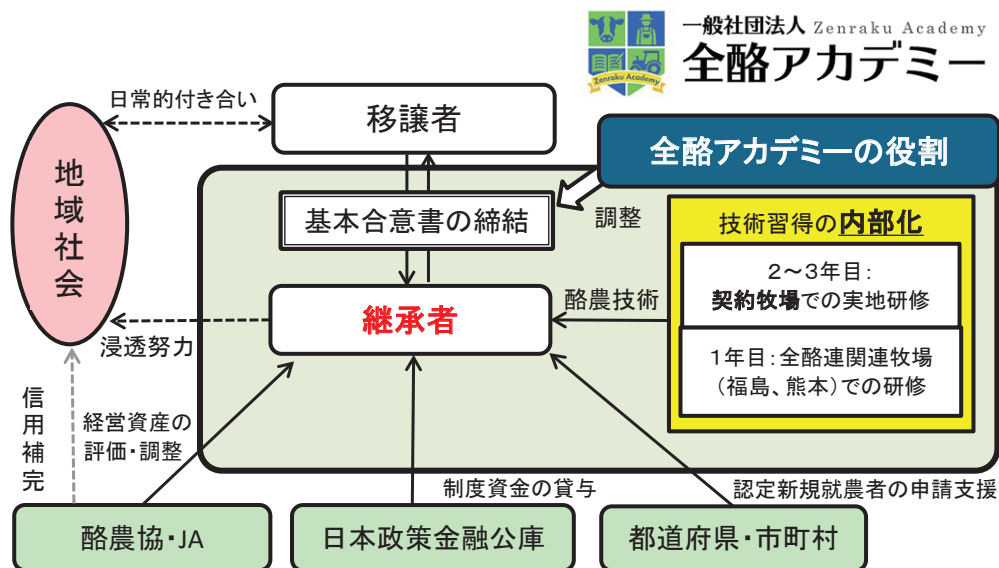 一般社団法人 Zenraku Academy
全酪アカデミー
Zenraku Academy
日常的付き合い
移譲者
全酪アカデミーの役割
地域社会
基本合意書の締結
調整
技術習得の内部化
2～3年目：
契約牧場での実地研修
酪農技術
継承者
1年目：全酪連関連牧場
（福島、熊本）での研修
浸透努力
信用補完
経営資産の
評価・調整
制度資金の貸与
認定新規就農者の申請支援
酪農協・JA
日本政策金融公庫
都道府県・市町村